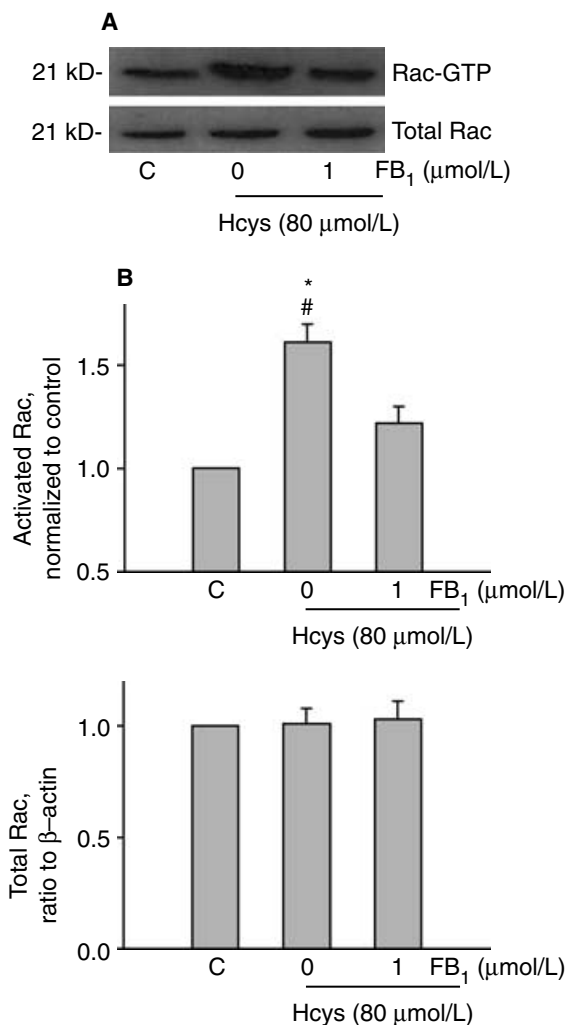 A
21 kD- Rac-GTP
21 kD- Total Rac
C 0 1 FB₁ (μmol/L)
Hcys (80 μmol/L)
B
*
#
1.5
1.0
0.5
Activated Rac,
normalized to control
C 0 1 FB₁ (μmol/L)
Hcys (80 μmol/L)
1.0
0.5
0.0
Total Rac,
ratio to β–actin
C 0 1 FB₁ (μmol/L)
Hcys (80 μmol/L)